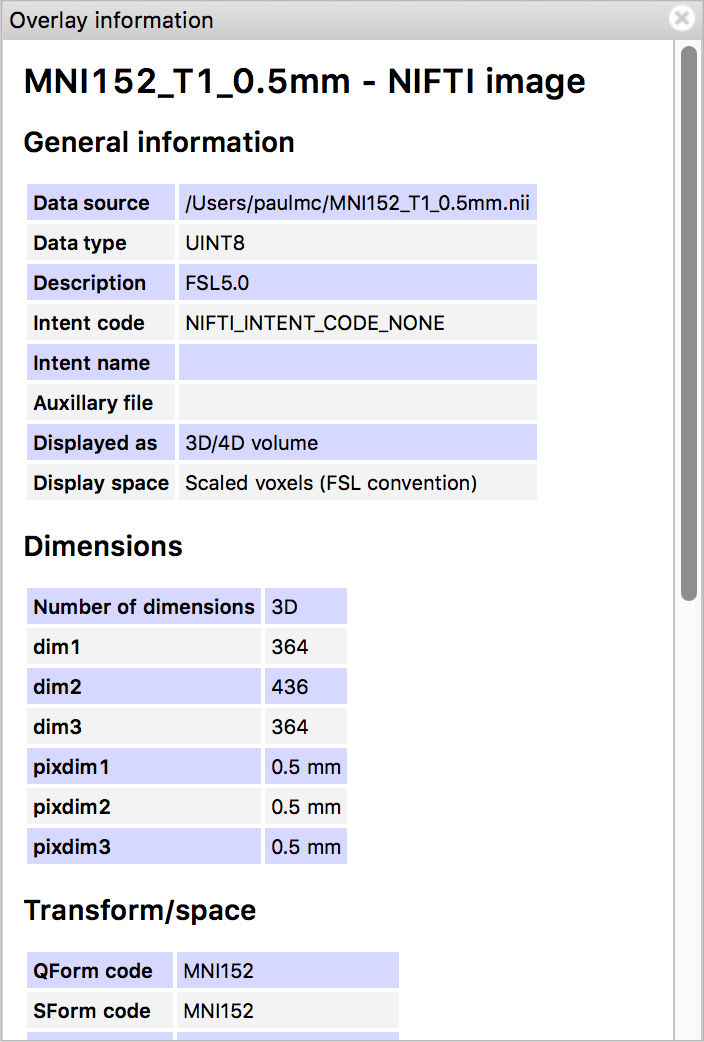 Overlay information
MNI152_T1_0.5mm - NIFTI image
General information
Data source /Users/paulmc/MNI152_T1_0.5mm.nii
Data type UINT8
Description FSL5.0
Intent code NIFTI_INTENT_CODE_NONE
Intent name
Auxillary file
Displayed as 3D/4D volume
Display space Scaled voxels (FSL convention)
Dimensions
Number of dimensions 3D
dim1 364
dim2 436
dim3 364
pixdim1 0.5 mm
pixdim2 0.5 mm
pixdim3 0.5 mm
Transform/space
QForm code MNI152
SForm code MNI152